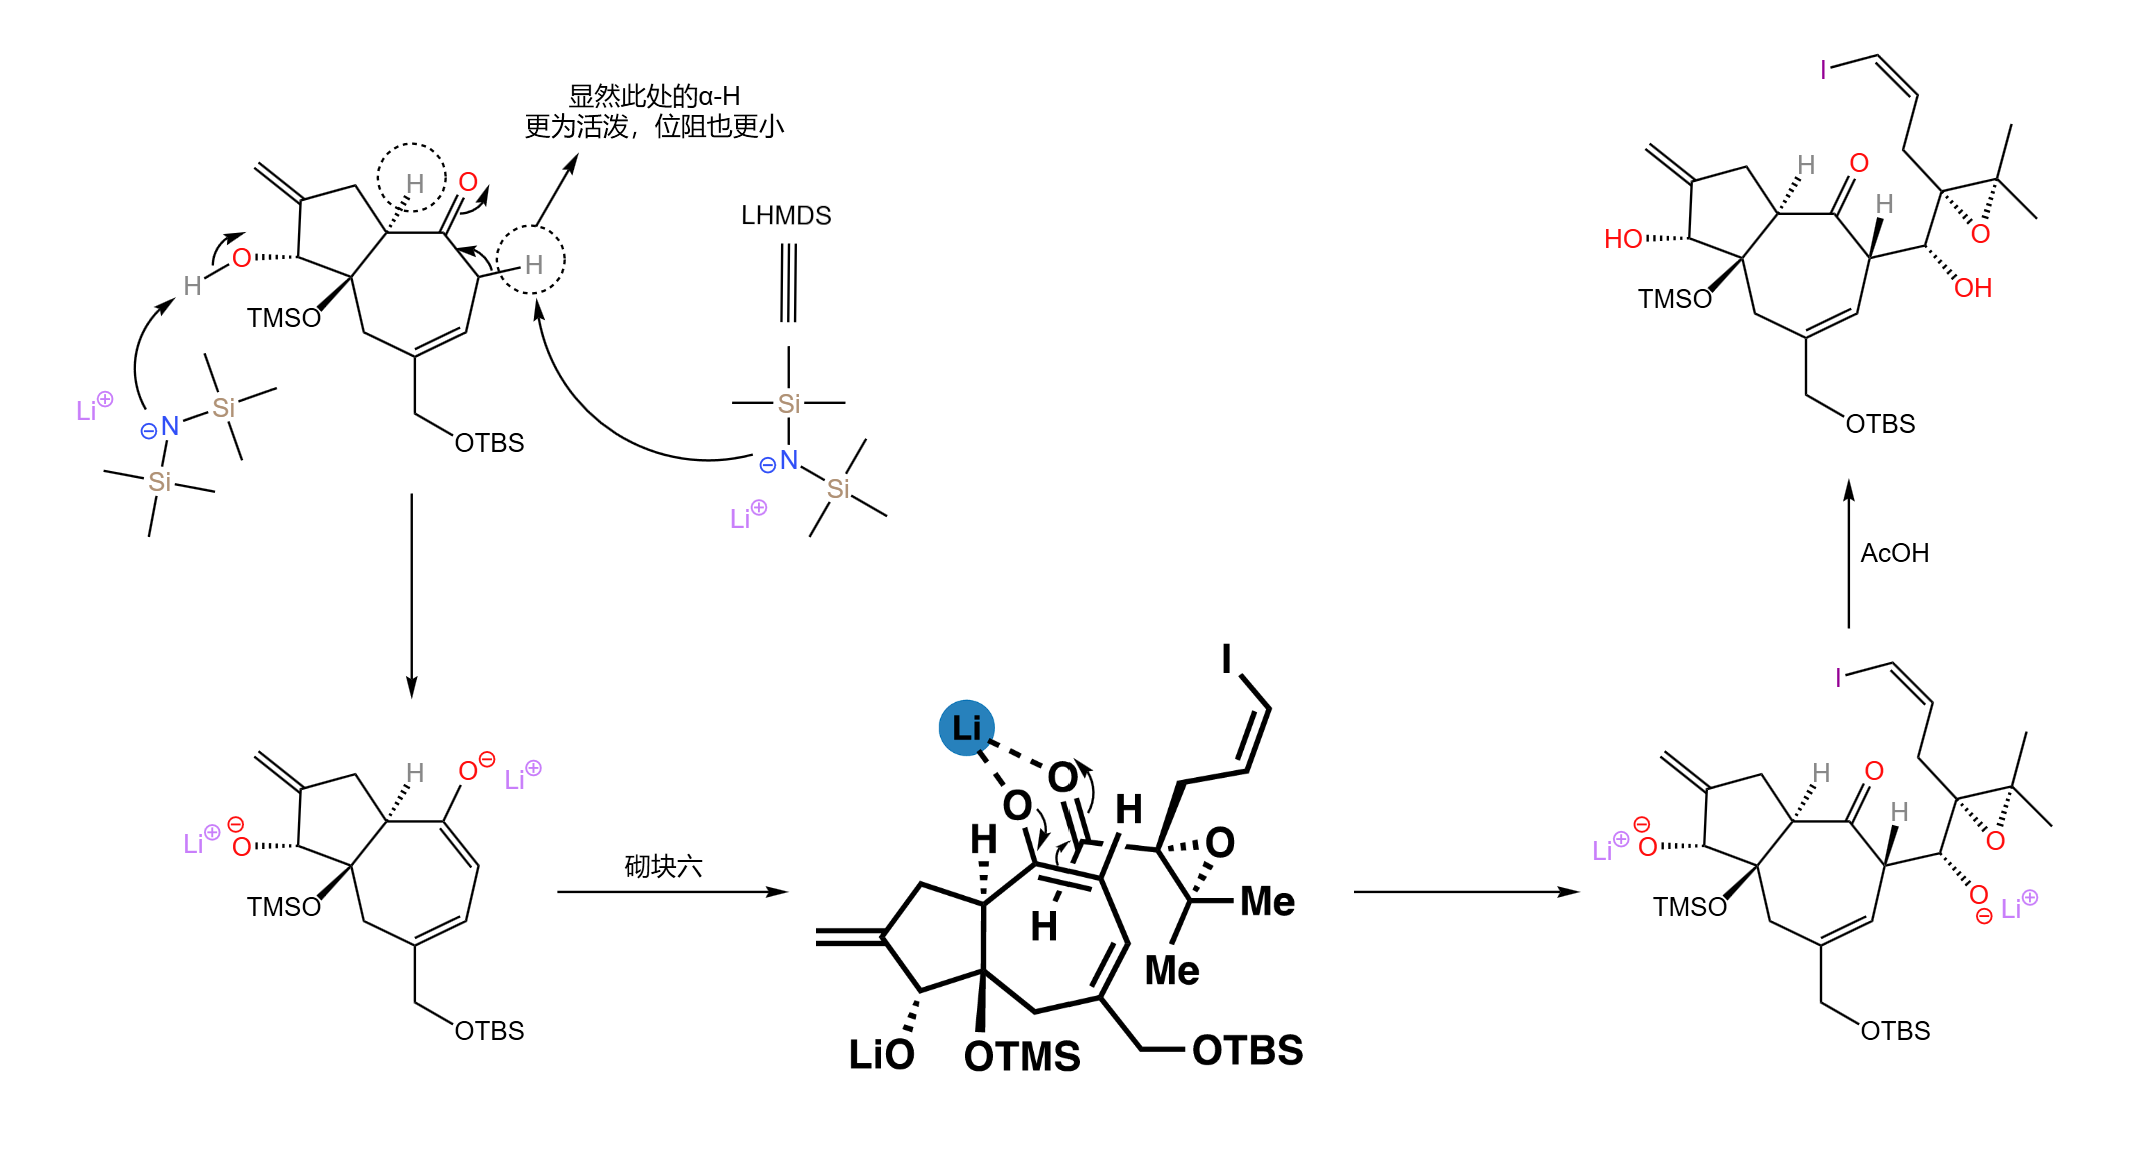 显然此处的α-H
更为活泼，位阻也更小
H
O
H
O
H
TMSO
OTBS
Li⊕
⊖N
Si
Si
LHMDS
Si
⊖N
Si
Li⊕
I
H
O
H
HO
O
OH
TMSO
OTBS
AcOH
H
O⊖
Li⊕
Li⊕
⊖
O
TMSO
OTBS
砌块六
I
Li
O
O
H
H
O
H
Me
Me
LiO
OTMS
OTBS
I
H
O
H
Li⊕
⊖
O
O
O
⊖
Li⊕
TMSO
OTBS